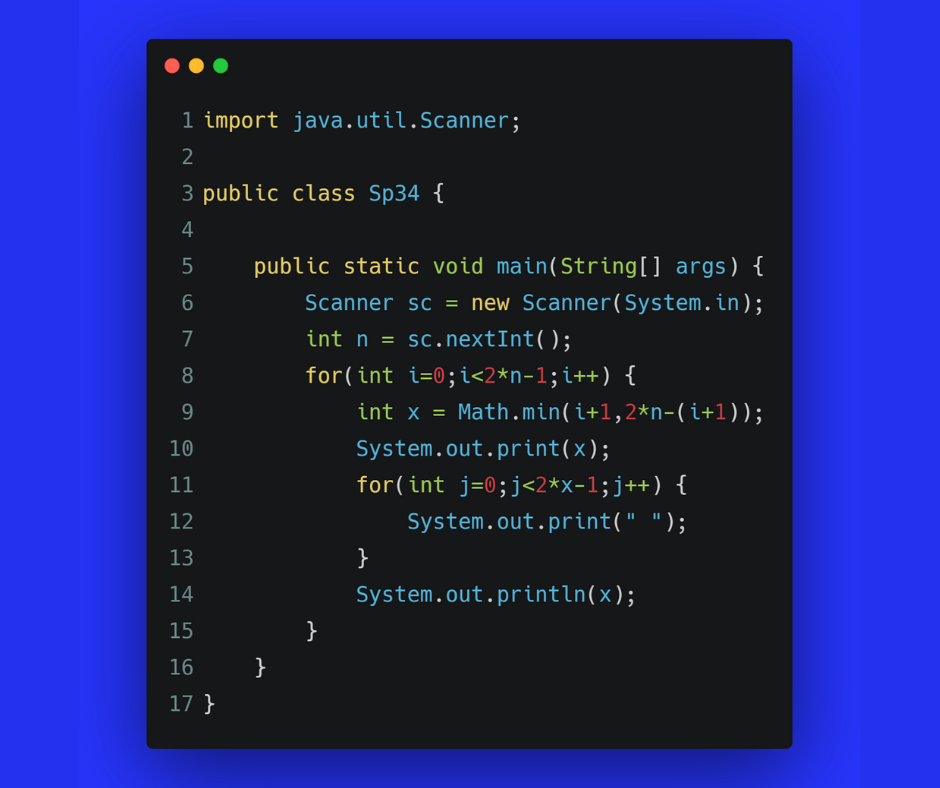 1 import java.util.Scanner;
2
3 public class Sp34 {
4
5     public static void main(String[] args) {
6         Scanner sc = new Scanner(System.in);
7         int n = sc.nextInt();
8         for(int i=0;i<2*n-1;i++) {
9             int x = Math.min(i+1,2*n-(i+1));
10             System.out.print(x);
11             for(int j=0;j<2*x-1;j++) {
12                 System.out.print(" ");
13             }
14             System.out.println(x);
15         }
16     }
17 }